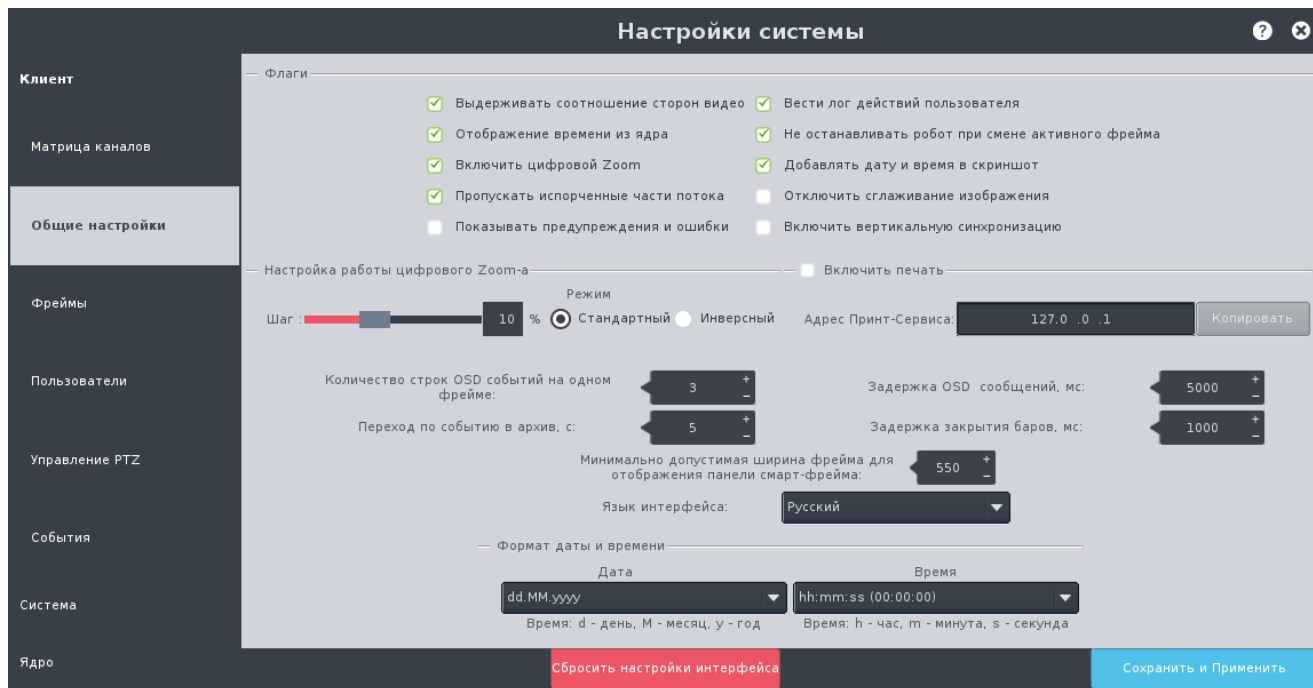 Настройки системы
Клиент
Матрица каналов
Общие настройки
Фреймы
Пользователи
Управление PTZ
События
Система
Ядро
Флаги
Выдерживать соотношение сторон видео
Вести лог действий пользователя
Отображение времени из ядра
Не останавливать робот при смене активного фрейма
Включить цифровой Zoom
Добавлять дату и время в скриншот
Пропускать испорченные части потока
Отключить сглаживание изображения
Показывать предупреждения и ошибки
Включить вертикальную синхронизацию
Настройка работы цифрового Zoom-а
Включить печать
Режим
Шаг :
10 %
Стандартный
Инверсный
Адрес Принт-Сервиса:
127.0 .0 .1
Копировать
Количество строк OSD событий на одном
фрейме:
3
Задержка OSD сообщений, мс:
5000
Переход по событию в архив, с:
5
Задержка закрытия баров, мс:
1000
Минимально допустимая ширина фрейма для
отображения панели смарт-фрейма:
550
Язык интерфейса:
Русский
Формат даты и времени
Дата
Время
dd.MM.yyyy
hh:mm:ss (00:00:00)
Время: d - день, M - месяц, y - год
Время: h - час, m - минута, s - секунда
Сбросить настройки интерфейса
Сохранить и Применить